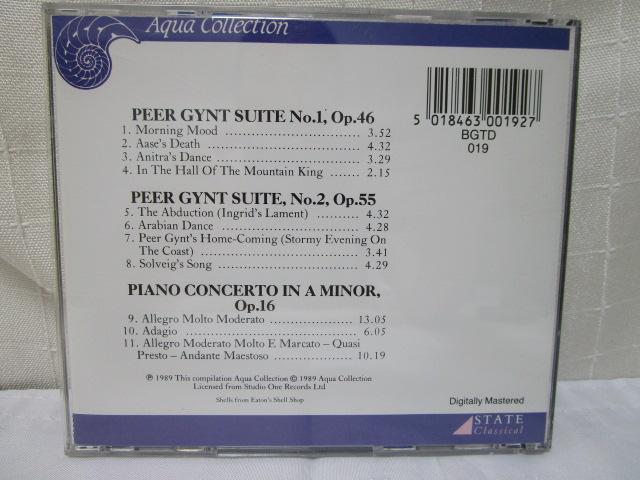 Aqua Collection
5 018463 001927
BGTD
019
PEER GYNT SUITE No.1, Op.46
1. Morning Mood ........................... 3.52
2. Aase's Death ........................... 4.32
3. Anitra's Dance ......................... 3.29
4. In The Hall Of The Mountain King ....... 2.15
PEER GYNT SUITE, No.2, Op.55
5. The Abduction (Ingrid's Lament) .......... 4.32
6. Arabian Dance .......................... 4.28
7. Peer Gynt's Home-Coming (Stormy Evening On
The Coast) ............................ 3.41
8. Solveig's Song ......................... 4.29
PIANO CONCERTO IN A MINOR,
Op.16
9. Allegro Molto Moderato ..................... 13.05
10. Adagio ................................... 6.05
11. Allegro Moderato Molto E Marcato – Quasi
Presto – Andante Maestoso ..................... 10.19
℗ 1989 This compilation Aqua Collection © 1989 Aqua Collection
Licensed from Studio One Records Ltd
Shells from Eaton's Shell Shop
Digitally Mastered
STATE
Classical